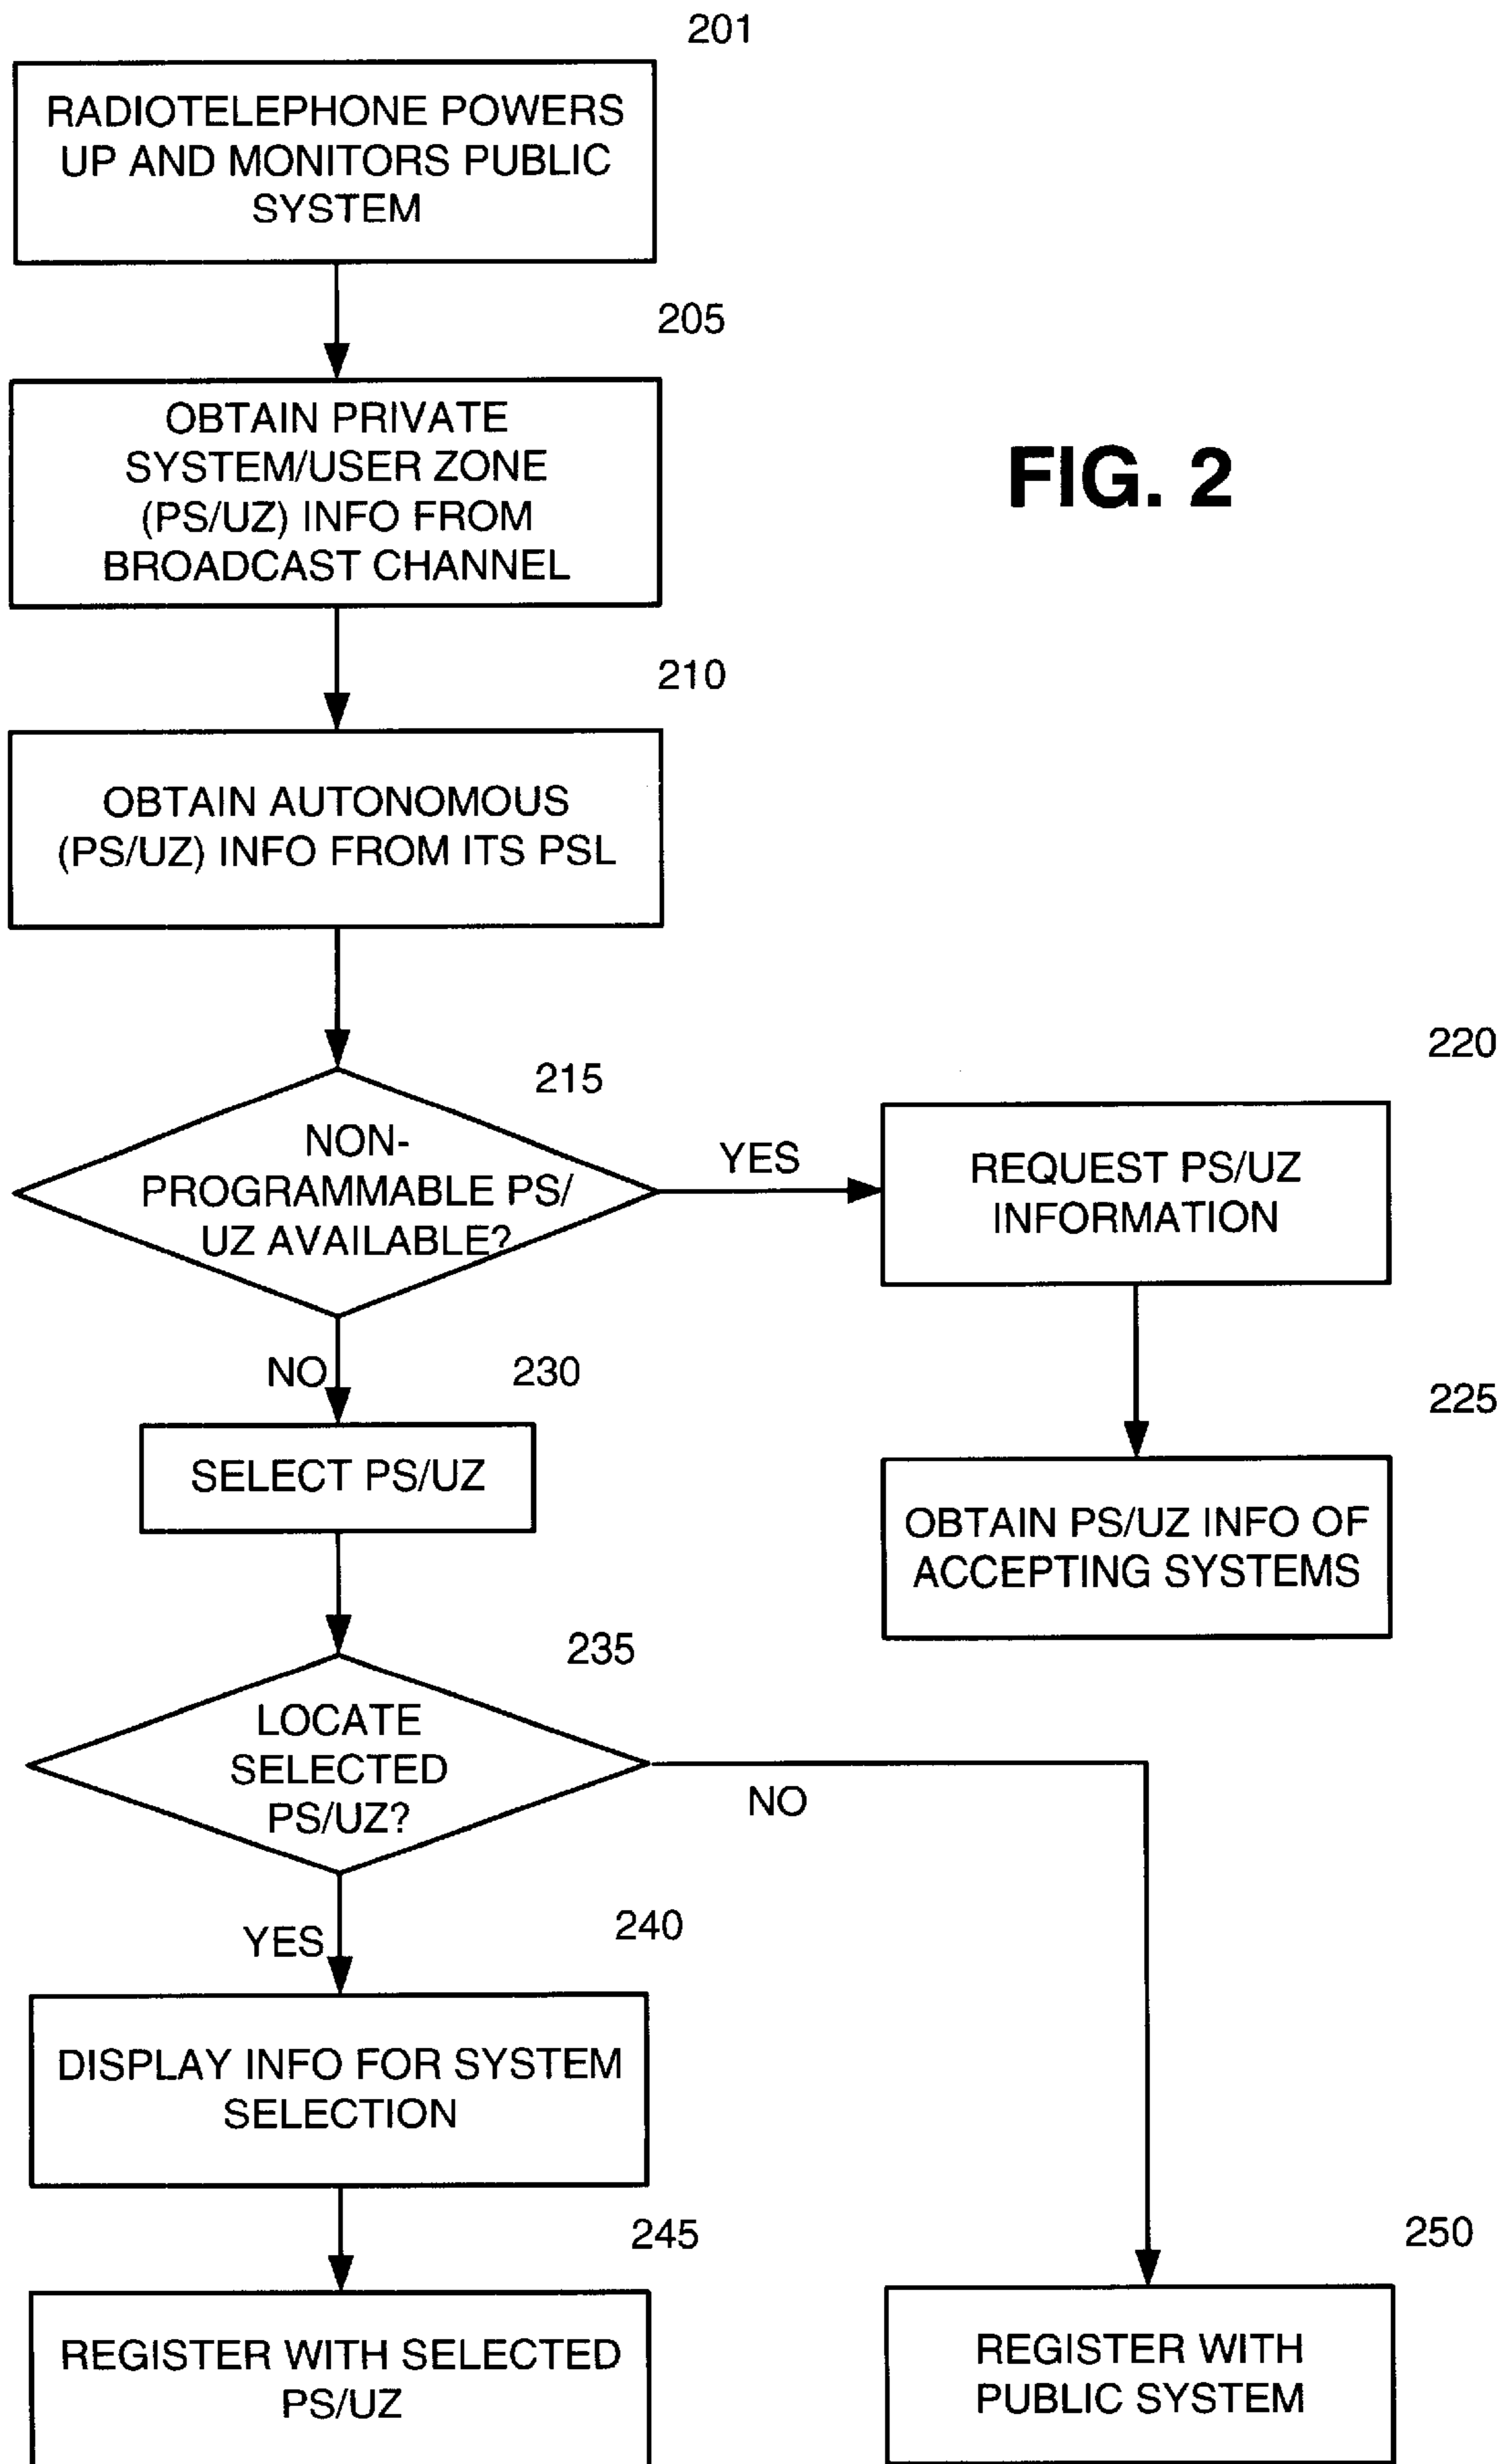 201
RADIOTELEPHONE POWERS
UP AND MONITORS PUBLIC
SYSTEM
205
OBTAIN PRIVATE
SYSTEM/USER ZONE
(PS/UZ) INFO FROM
BROADCAST CHANNEL
FIG. 2
210
OBTAIN AUTONOMOUS
(PS/UZ) INFO FROM ITS PSL
215
NON-
PROGRAMMABLE PS/
UZ AVAILABLE?
YES
220
REQUEST PS/UZ
INFORMATION
225
OBTAIN PS/UZ INFO OF
ACCEPTING SYSTEMS
NO
230
SELECT PS/UZ
235
LOCATE
SELECTED
PS/UZ?
NO
YES
240
DISPLAY INFO FOR SYSTEM
SELECTION
245
REGISTER WITH SELECTED
PS/UZ
250
REGISTER WITH
PUBLIC SYSTEM